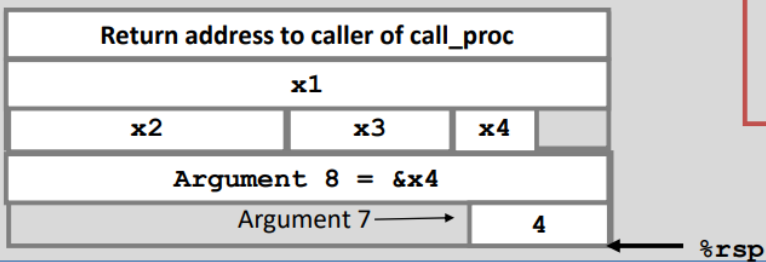 Return address to caller of call_proc
x1
x2 x3 x4
Argument 8 = &x4
Argument 7 4
%rsp